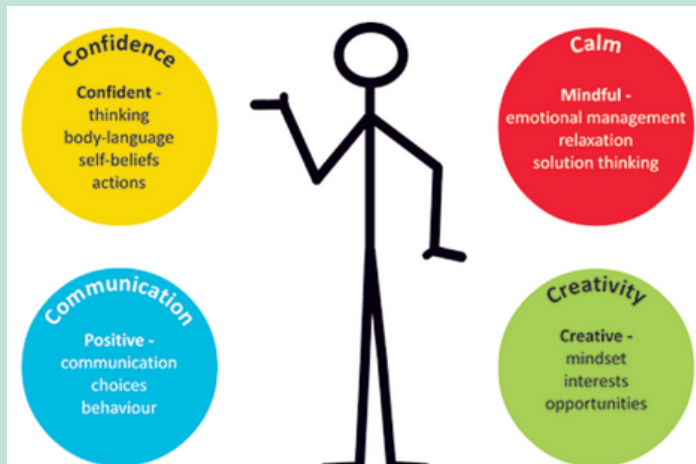 Confidence
Confident -
thinking
body-language
self-beliefs
actions
Calm
Mindful -
emotional management
relaxation
solution thinking
Communication
Positive -
communication
choices
behaviour
Creativity
Creative -
mindset
interests
opportunities